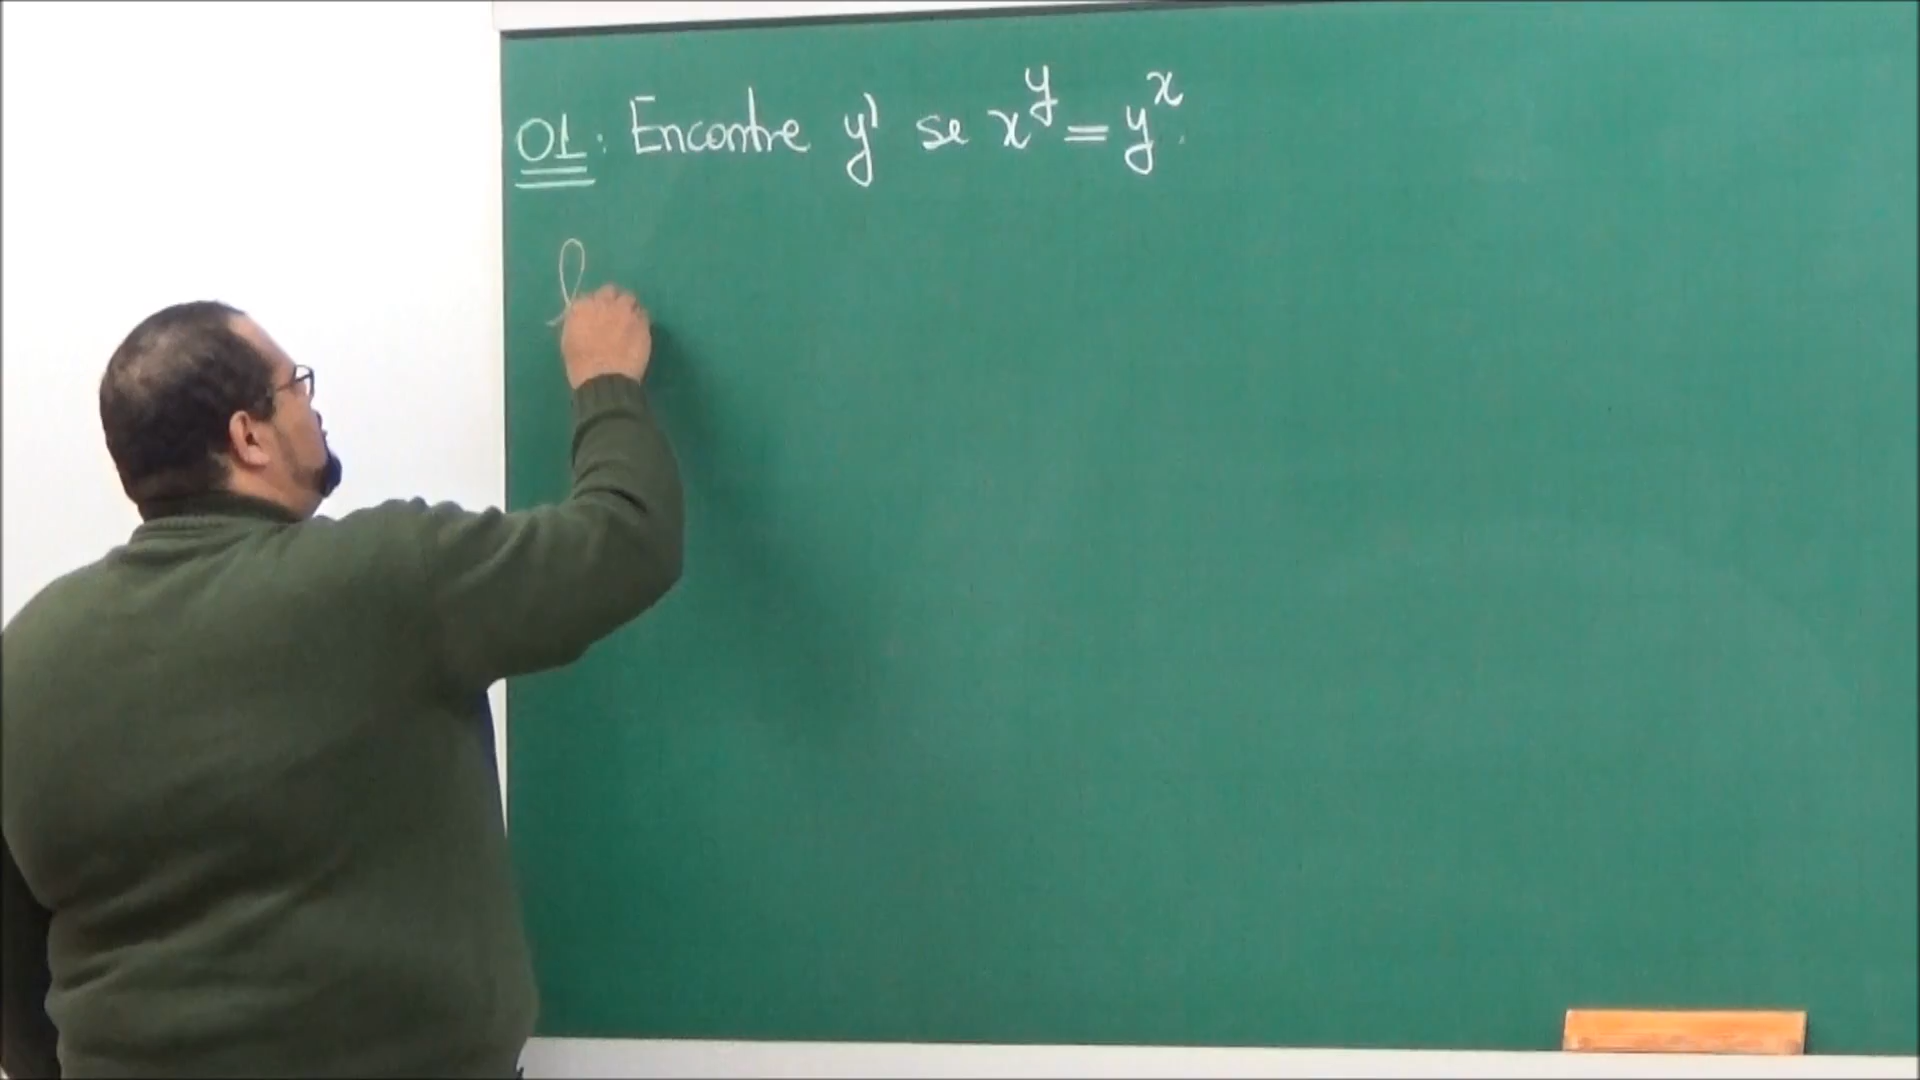 01: Encontre y' se x^y = y^x.
l